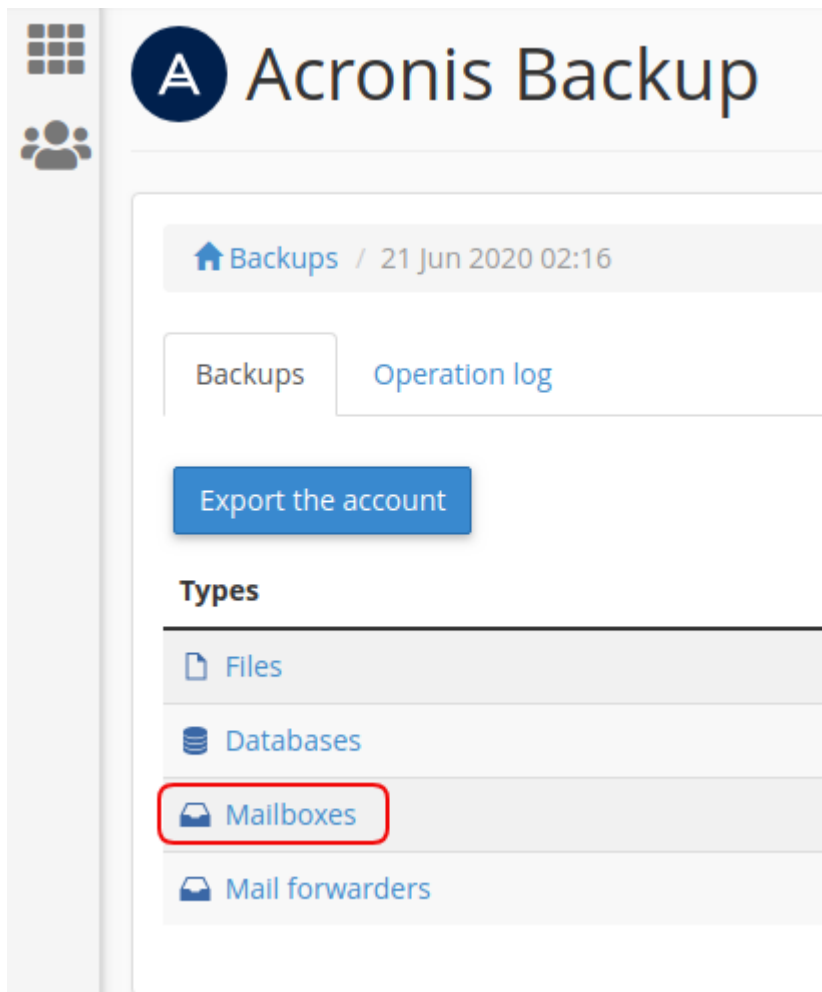 Acronis Backup
Backups / 21 Jun 2020 02:16
Backups Operation log
Export the account
Types
Files
Databases
Mailboxes
Mail forwarders